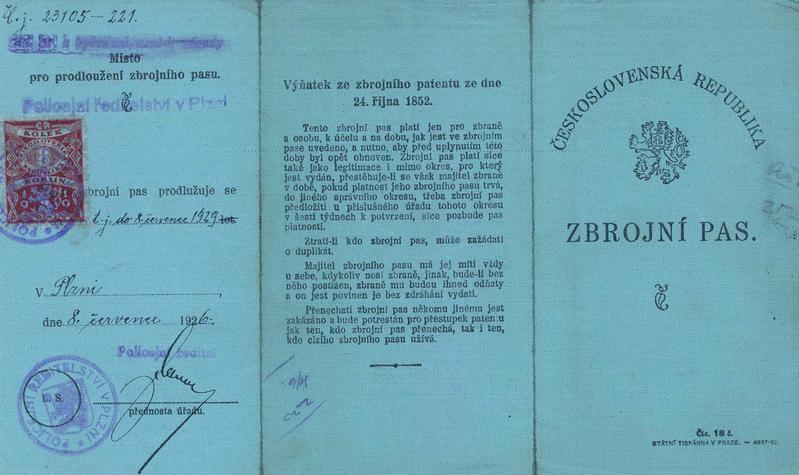 Č. j. 23105-221.
Místo
pro prodloužení zbrojního pasu.
Č
Policejní ředitelství v Plzni
KOLEK
8
KORUN
zbrojní pas prodlužuje se
t. j. do 8. července 1929 let.
V Plzni
dne 8. července 1926.
Policejní ředitel
L. S.
přednosta úřadu.
POLICEJNÍ ŘEDITELSTVÍ V PLZNI
Výňatek ze zbrojního patentu ze dne
24. října 1852.
Tento zbrojní pas platí jen pro zbraně
a osobu, k účelu a na dobu, jak jest ve zbrojním
pase uvedeno, a nutno, aby před uplynutím této
doby byl opět obnoven. Zbrojní pas platí sice
také jako legitimace i mimo okres, pro který
jest vydán, přestěhuje-li se však majitel zbraně
v době, pokud platnost jeho zbrojního pasu trvá,
do jiného správního okresu, třeba zbrojní pas
předložiti u příslušného úřadu tohoto okresu
v šesti týdnech k potvrzení, sice pozbude pas
platnosti.
Ztratí-li kdo zbrojní pas, může zažádati
o duplikát.
Majitel zbrojního pasu má jej míti vždy
u sebe, kdykoliv nosí zbraně, jinak, bude-li bez
něho postižen, zbraně mu budou ihned odňaty
a on jest povinen je bez zdráhání vydati.
Přenechati zbrojní pas někomu jinému jest
zakázáno a bude potrestán pro přestupek patentu
jak ten, kdo zbrojní pas přenechá, tak i ten,
kdo cizího zbrojního pasu užívá.
ČESKOSLOVENSKÁ REPUBLIKA
ZBROJNÍ PAS.
Č
Čís. 18 č.
STÁTNÍ TISKÁRNA V PRAZE. — 4637-22.